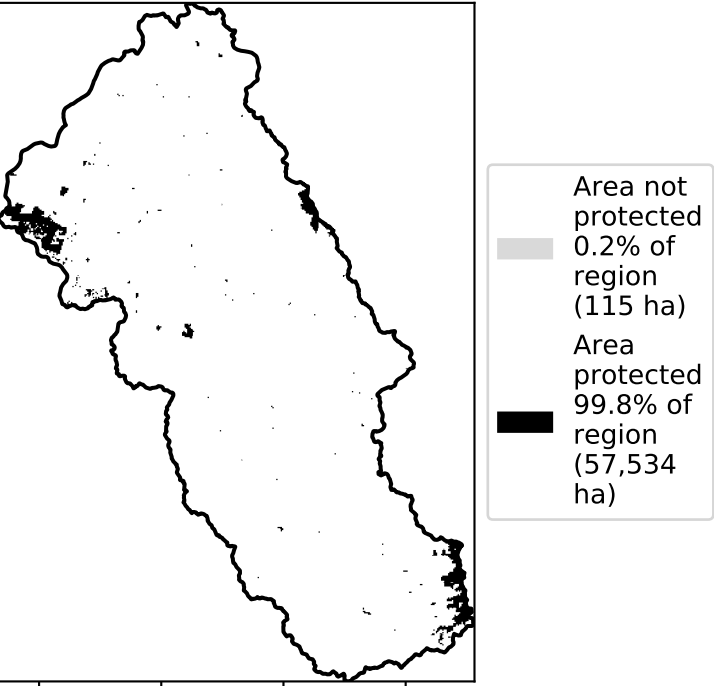 Area not
protected
0.2% of
region
(115 ha)
Area
protected
99.8% of
region
(57,534
ha)